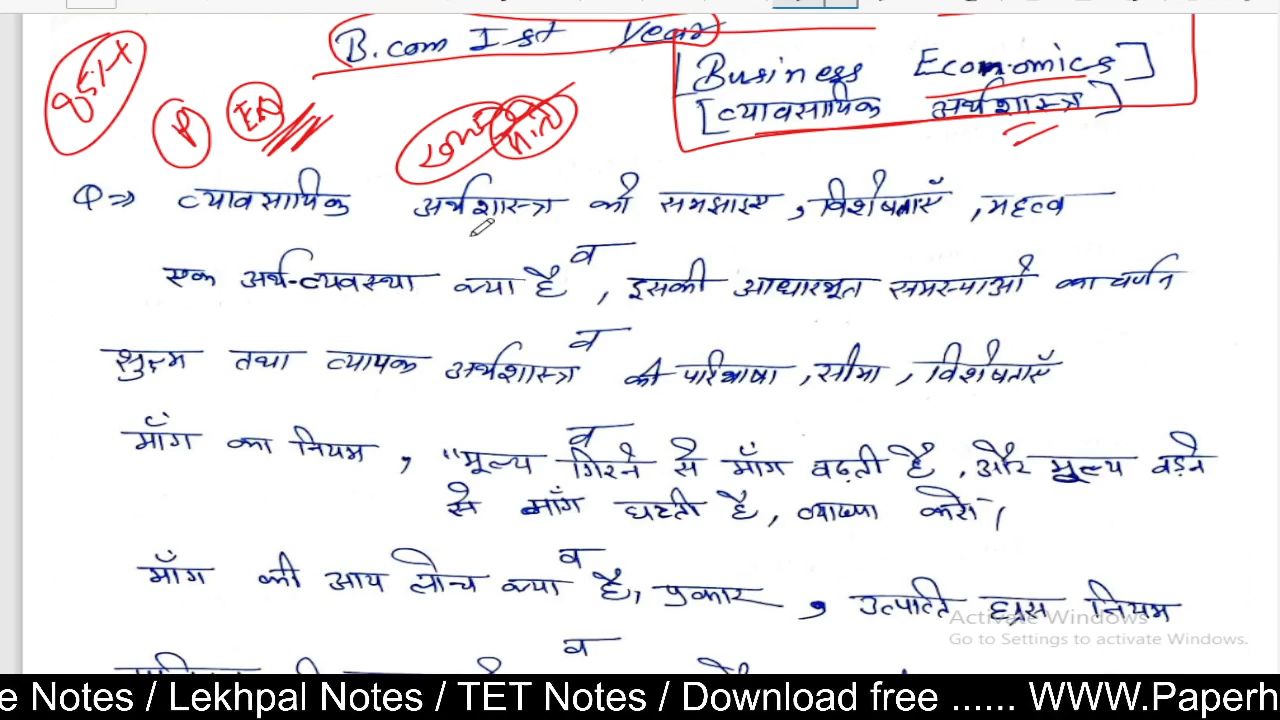 B.com Ist Year
[Business Economics]
[व्यावसायिक अर्थशास्त्र]
Q ⇒ व्यावसायिक अर्थशास्त्र को समझाइए, विशेषताएँ, महत्व
व
एक अर्थ-व्यवस्था क्या है, इसकी आधारभूत समस्याओं का वर्णन
व
तथा व्यापक अर्थशास्त्र की परिभाषा, सीमा, विशेषताएँ
व
माँग का नियम, "मूल्य गिरने से माँग बढ़ती है, और मूल्य बड़ने
से माँग घटती है, व्याख्या करो।
व
माँग की आय लोच क्या है, प्रकार, उत्पत्ति ह्रास नियम
व
Activate Windows
Go to Settings to activate Windows.
e Notes / Lekhpal Notes / TET Notes / Download free ...... WWW.Paperh